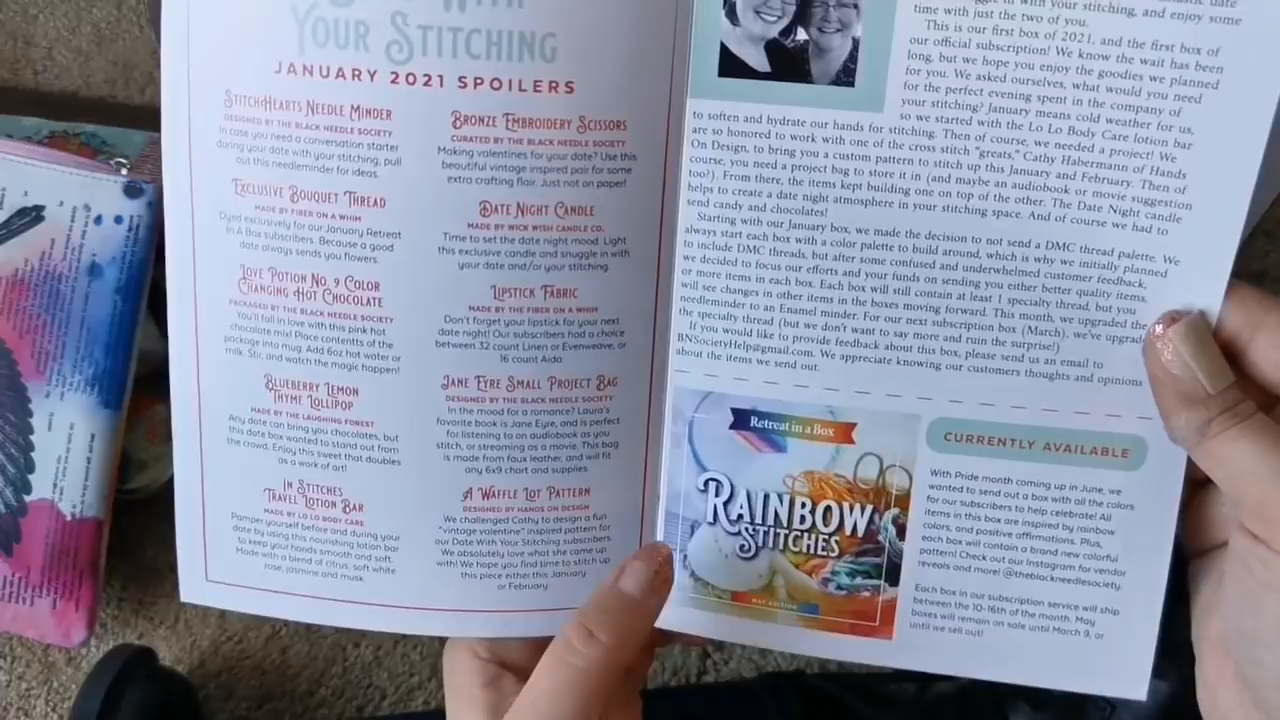 YOUR STITCHING
JANUARY 2021 SPOILERS
STITCHHEARTS NEEDLE MINDER
DESIGNED BY THE BLACK NEEDLE SOCIETY
In case you need a conversation starter
during your date with your stitching, pull
out this needleminder for ideas.
EXCLUSIVE BOUQUET THREAD
MADE BY FIBER ON A WHIM
Dyed exclusively for our January Retreat
In A Box subscribers. Because a good
date always sends you flowers.
LOVE POTION NO. 9 COLOR
CHANGING HOT CHOCOLATE
PACKAGED BY THE BLACK NEEDLE SOCIETY
You'll fall in love with this pink hot
chocolate mix! Place contentts of the
package into mug. Add 6oz hot water or
milk. Stir, and watch the magic happen!
BLUEBERRY LEMON
THYME LOLLIPOP
MADE BY THE LAUGHING FOREST
Any date can bring you chocolates, but
this date box wanted to stand out from
the crowd. Enjoy this sweet that doubles
as a work of art!
IN STITCHES
TRAVEL LOTION BAR
MADE BY LO LO BODY CARE
Pamper yourself before and during your
date by using this nourishing lotion bar
to keep your hands smooth and soft.
Made with a blend of citrus, soft white
rose, jasmine and musk.
BRONZE EMBROIDERY SCISSORS
CURATED BY THE BLACK NEEDLE SOCIETY
Making valentines for your date? Use this
beautiful vintage inspired pair for some
extra crafting flair. Just not on paper!
DATE NIGHT CANDLE
MADE BY WICK WISH CANDLE CO.
Time to set the date night mood. Light
this exclusive candle and snuggle in with
your date and/or your stitching.
LIPSTICK FABRIC
MADE BY THE FIBER ON A WHIM
Don't forget your lipstick for your next
date night! Our subscribers had a choice
between 32 count Linen or Evenweave, or
16 count Aida.
JANE EYRE SMALL PROJECT BAG
DESIGNED BY THE BLACK NEEDLE SOCIETY
In the mood for a romance? Laura's
favorite book is Jane Eyre, and is perfect
for listening to on audiobook as you
stitch, or streaming as a movie. This bag
is made from faux leather, and will fit
any 6x9 chart and supplies.
A WAFFLE LOT PATTERN
DESIGNED BY HANDS ON DESIGN
We challenged Cathy to design a fun
"vintage valentine" inspired pattern for
our Date With Your Stitching subscribers.
We absolutely love what she came up
with! We hope you find time to stitch up
this piece either this January
or February.
with your stitching, and enjoy some
time with just the two of you.
This is our first box of 2021, and the first box of
our official subscription! We know the wait has been
long, but we hope you enjoy the goodies we planned
for you. We asked ourselves, what would you need
for the perfect evening spent in the company of
your stitching? January means cold weather for us,
so we started with the Lo Lo Body Care lotion bar
to soften and hydrate our hands for stitching. Then of course, we needed a project! We
are so honored to work with one of the cross stitch "greats," Cathy Habermann of Hands
On Design, to bring you a custom pattern to stitch up this January and February. Then of
course, you need a project bag to store it in (and maybe an audiobook or movie suggestion
too?). From there, the items kept building one on top of the other. The Date Night candle
helps to create a date night atmosphere in your stitching space. And of course we had to
send candy and chocolates!
Starting with our January box, we made the decision to not send a DMC thread palette. We
always start each box with a color palette to build around, which is why we initially planned
to include DMC threads, but after some confused and underwhelmed customer feedback,
we decided to focus our efforts and your funds on sending you either better quality items,
or more items in each box. Each box will still contain at least 1 specialty thread, but you
will see changes in other items in the boxes moving forward. This month, we upgraded the
needleminder to an Enamel minder. For our next subscription box (March), we've upgrad
the specialty thread (but we don't want to say more and ruin the surprise!)
If you would like to provide feedback about this box, please send us an email to
BNSocietyHelp@gmail.com. We appreciate knowing our customers thoughts and opinions
about the items we send out.
Retreat in a Box
RAINBOW
STITCHES
MAY EDITION
CURRENTLY AVAILABLE
With Pride month coming up in June, we
wanted to send out a box with all the colors
for our subscribers to help celebrate! All
items in this box are inspired by rainbow
colors, and positive affirmations. Plus,
each box will contain a brand new colorful
pattern! Check out our Instagram for vendor
reveals and more! @theblackneedlesociety.
Each box in our subscription service will ship
between the 10-16th of the month. May
boxes will remain on sale until March 9, or
until we sell out!